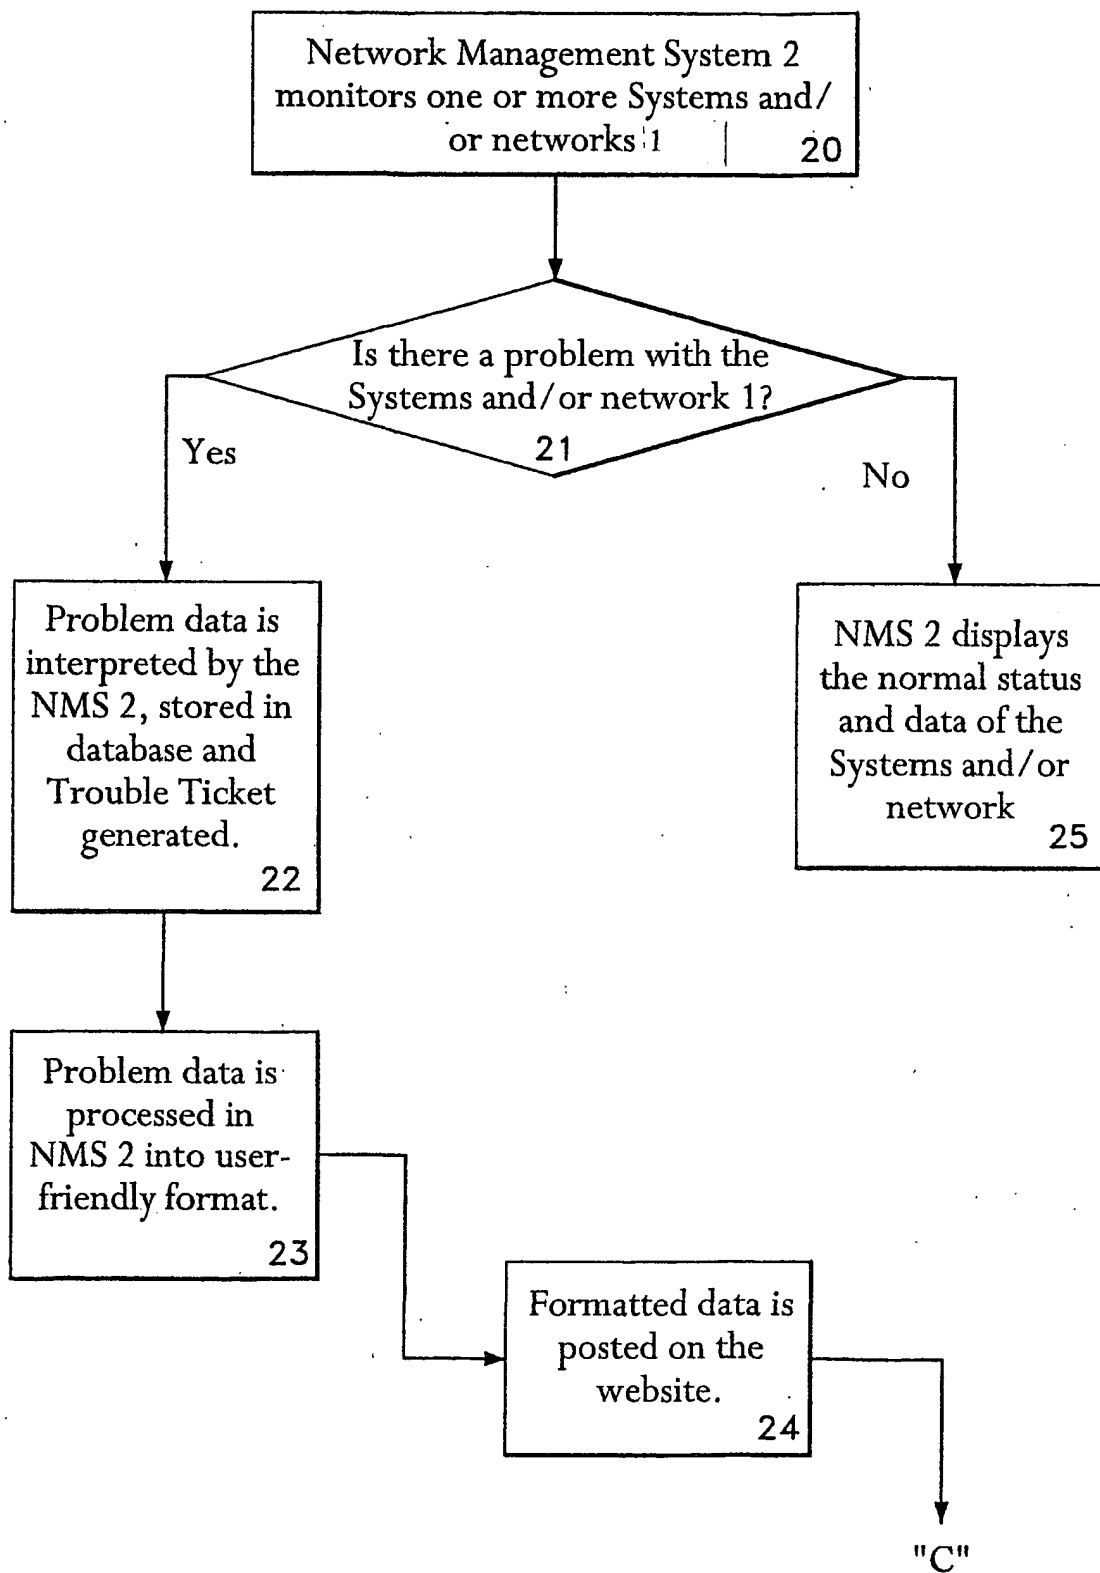 Network Management System 2
monitors one or more Systems and/
or networks 1
20
Is there a problem with the
Systems and/or network 1?
21
Yes
No
Problem data is
interpreted by the
NMS 2, stored in
database and
Trouble Ticket
generated.
22
NMS 2 displays
the normal status
and data of the
Systems and/or
network
25
Problem data is
processed in
NMS 2 into user-
friendly format.
23
Formatted data is
posted on the
website.
24
"C"